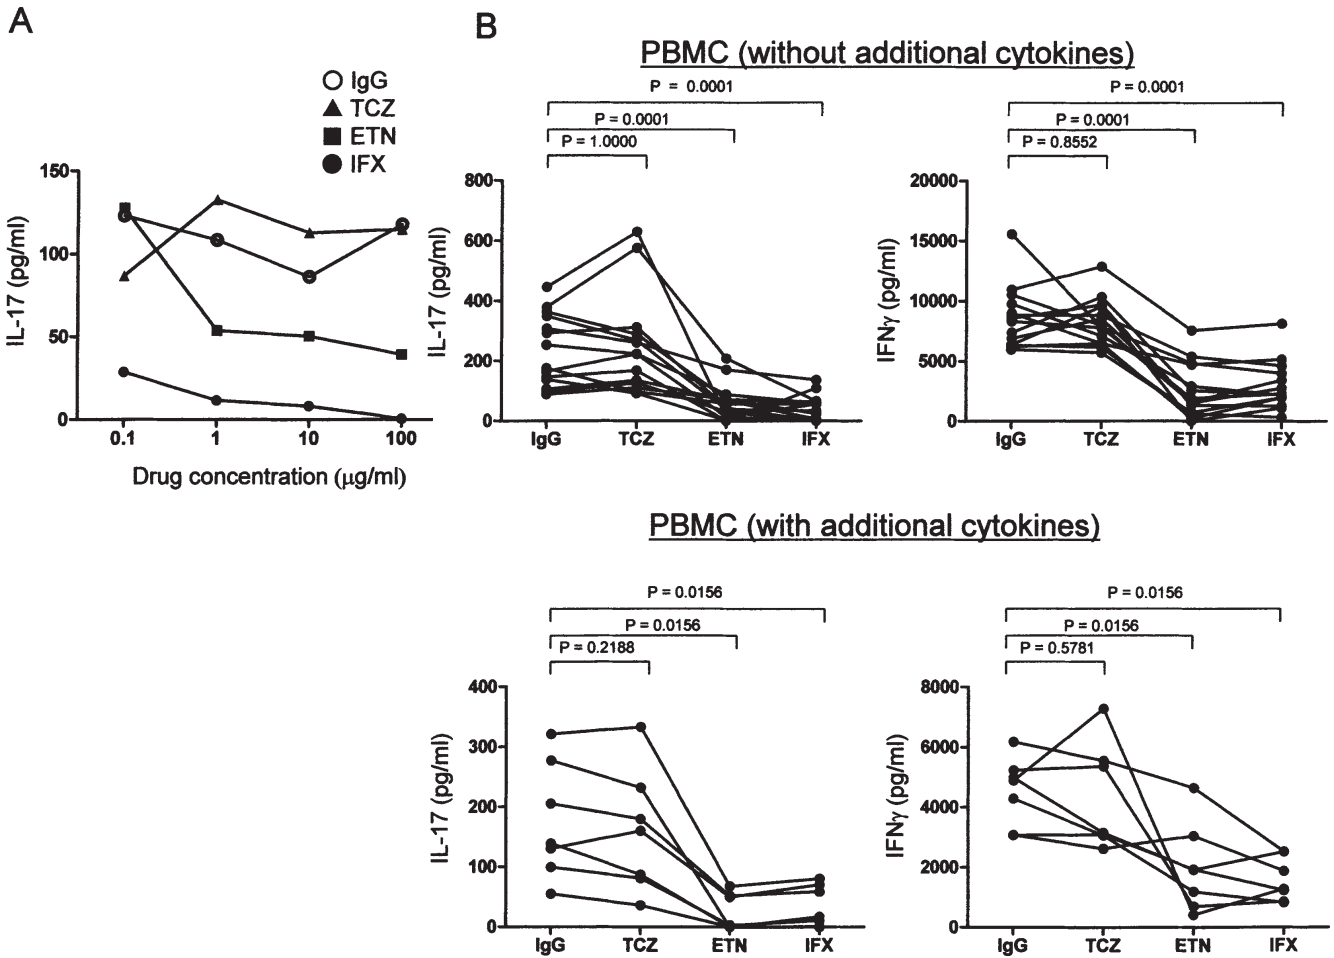 A
IgG
TCZ
ETN
IFX
IL-17 (pg/ml)
150
100
50
0
0.1 1 10 100
Drug concentration (μg/ml)
B
PBMC (without additional cytokines)
P = 0.0001
P = 0.0001
P = 1.0000
IL-17 (pg/ml)
800
600
400
200
0
IgG TCZ ETN IFX
P = 0.0001
P = 0.0001
P = 0.8552
IFNγ (pg/ml)
20000
15000
10000
5000
0
IgG TCZ ETN IFX
PBMC (with additional cytokines)
P = 0.0156
P = 0.0156
P = 0.2188
IL-17 (pg/ml)
400
300
200
100
0
IgG TCZ ETN IFX
P = 0.0156
P = 0.0156
P = 0.5781
IFNγ (pg/ml)
8000
6000
4000
2000
0
IgG TCZ ETN IFX